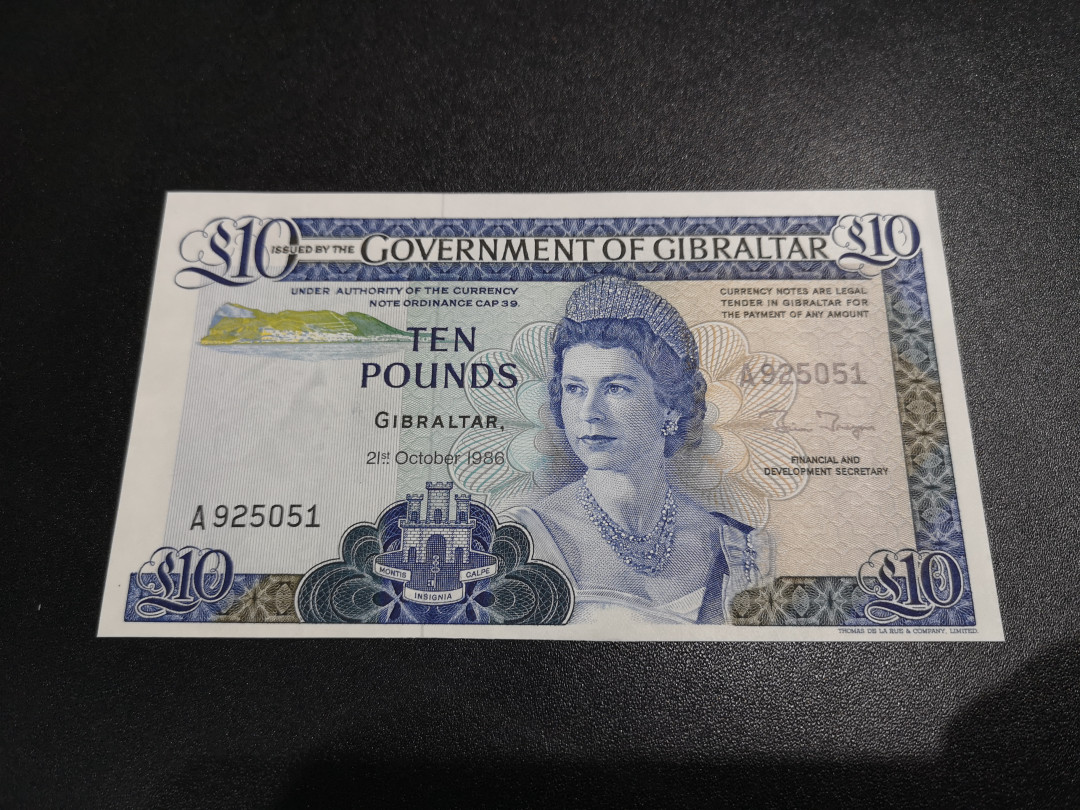 £10 ISSUED BY THE GOVERNMENT OF GIBRALTAR £10
UNDER AUTHORITY OF THE CURRENCY
NOTE ORDINANCE CAP 39.
CURRENCY NOTES ARE LEGAL
TENDER IN GIBRALTAR FOR
THE PAYMENT OF ANY AMOUNT
TEN
POUNDS
GIBRALTAR,
21st October 1986
A925051
FINANCIAL AND
DEVELOPMENT SECRETARY
A925051
MONTIS INSIGNIA CALPE
£10
£10
THOMAS DE LA RUE & COMPANY, LIMITED.